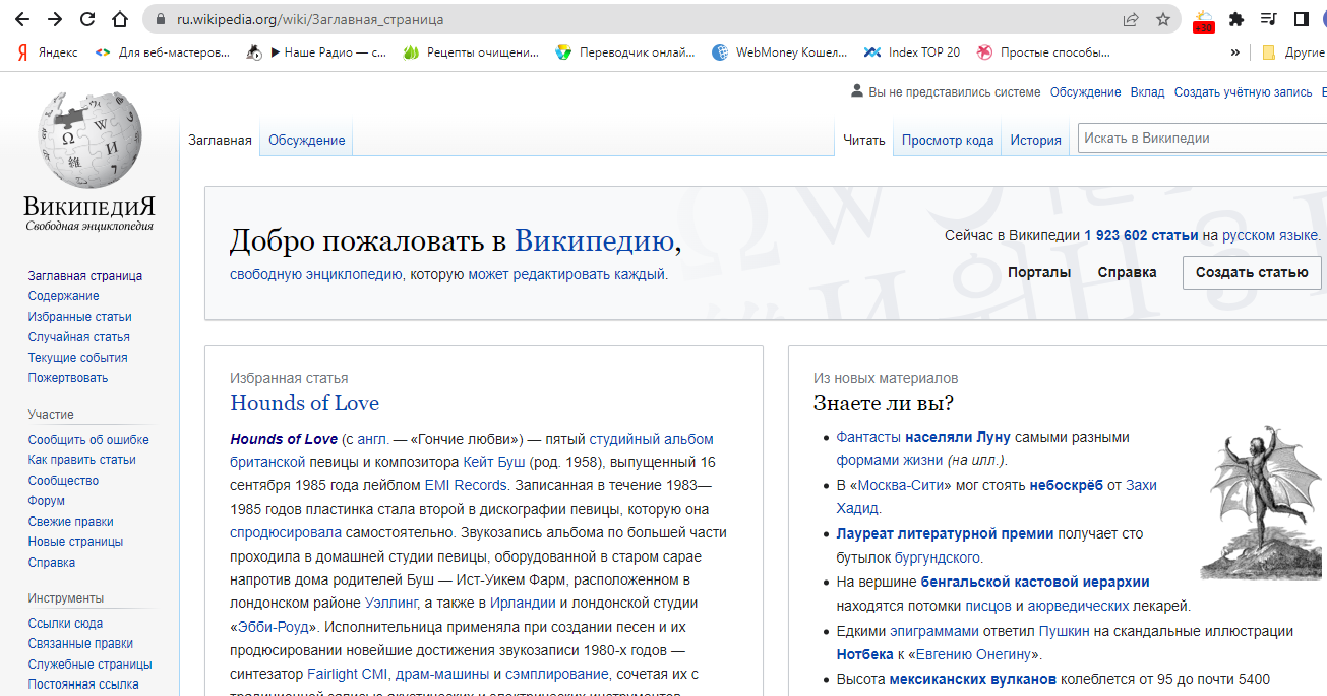 ru.wikipedia.org/wiki/Заглавная_страница
+30
Яндекс
Для веб-мастеров...
Наше Радио — с...
Рецепты очищени...
Переводчик онлай...
WebMoney Кошел...
Index TOP 20
Простые способы...
»
Другие
Вы не представились системе Обсуждение Вклад Создать учётную запись
Заглавная Обсуждение
Читать Просмотр кода История
Искать в Википедии
ВикипедиЯ
Свободная энциклопедия
Заглавная страница
Содержание
Избранные статьи
Случайная статья
Текущие события
Пожертвовать
Участие
Сообщить об ошибке
Как править статьи
Сообщество
Форум
Свежие правки
Новые страницы
Справка
Инструменты
Ссылки сюда
Связанные правки
Служебные страницы
Постоянная ссылка
Добро пожаловать в Википедию,
свободную энциклопедию, которую может редактировать каждый.
Сейчас в Википедии 1 923 602 статьи на русском языке.
Порталы Справка Создать статью
Избранная статья
Hounds of Love
Hounds of Love (с англ. — «Гончие любви») — пятый студийный альбом
британской певицы и композитора Кейт Буш (род. 1958), выпущенный 16
сентября 1985 года лейблом EMI Records. Записанная в течение 1983—
1985 годов пластинка стала второй в дискографии певицы, которую она
спродюсировала самостоятельно. Звукозапись альбома по большей части
проходила в домашней студии певицы, оборудованной в старом сарае
напротив дома родителей Буш — Ист-Уикем Фарм, расположенном в
лондонском районе Уэллинг, а также в Ирландии и лондонской студии
«Эбби-Роуд». Исполнительница применяла при создании песен и их
продюсировании новейшие достижения звукозаписи 1980-х годов —
синтезатор Fairlight CMI, драм-машины и сэмплирование, сочетая их с
Из новых материалов
Знаете ли вы?
Фантасты населяли Луну самыми разными
формами жизни (на илл.).
В «Москва-Сити» мог стоять небоскрёб от Захи
Хадид.
Лауреат литературной премии получает сто
бутылок бургундского.
На вершине бенгальской кастовой иерархии
находятся потомки писцов и аюрведических лекарей.
Едкими эпиграммами ответил Пушкин на скандальные иллюстрации
Нотбека к «Евгению Онегину».
Высота мексиканских вулканов колеблется от 95 до почти 5400